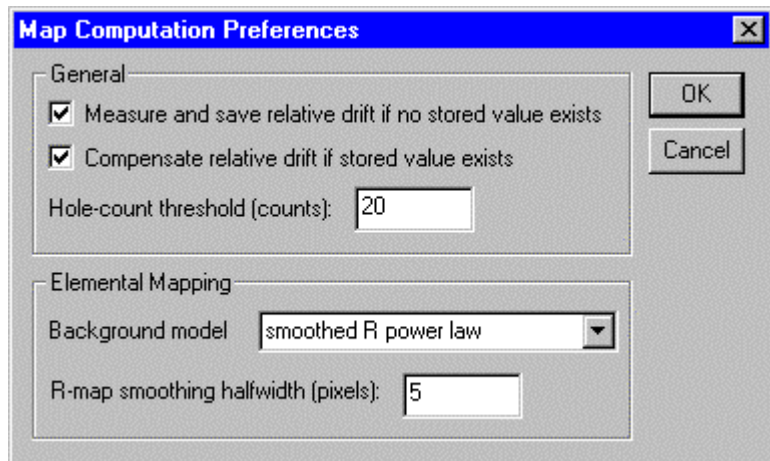 Map Computation Preferences
General
Measure and save relative drift if no stored value exists
Compensate relative drift if stored value exists
Hole-count threshold (counts): 20
OK
Cancel
Elemental Mapping
Background model smoothed R power law
R-map smoothing halfwidth (pixels): 5